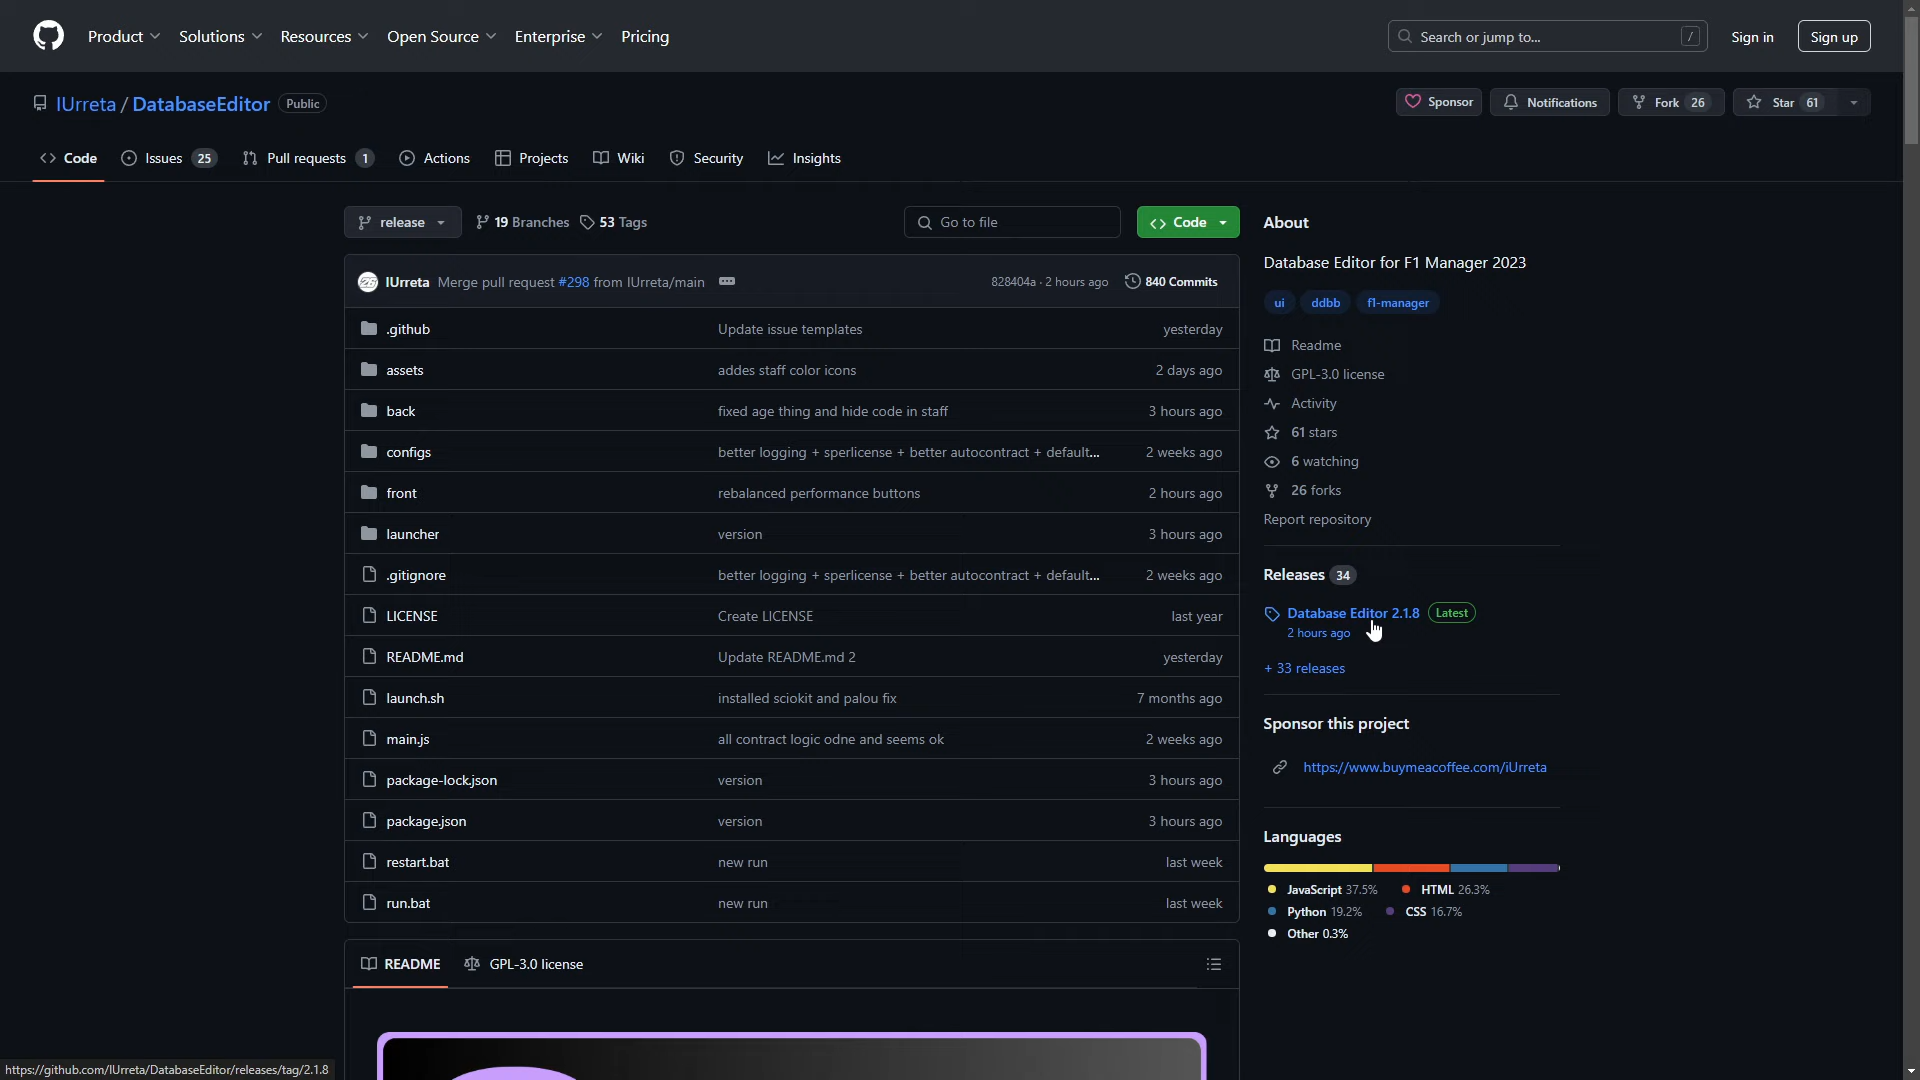 Product Solutions Resources Open Source Enterprise Pricing Search or jump to... / Sign in Sign up
IUrreta / DatabaseEditor Public Sponsor Notifications Fork 26 Star 61
Code Issues 25 Pull requests 1 Actions Projects Wiki Security Insights
release 19 Branches 53 Tags Go to file Code
IUrreta Merge pull request #298 from IUrreta/main 828404a · 2 hours ago 840 Commits
.github Update issue templates yesterday
assets addes staff color icons 2 days ago
back fixed age thing and hide code in staff 3 hours ago
configs better logging + sperlicense + better autocontract + default... 2 weeks ago
front rebalanced performance buttons 2 hours ago
launcher version 3 hours ago
.gitignore better logging + sperlicense + better autocontract + default... 2 weeks ago
LICENSE Create LICENSE last year
README.md Update README.md 2 yesterday
launch.sh installed sciokit and palou fix 7 months ago
main.js all contract logic odne and seems ok 2 weeks ago
package-lock.json version 3 hours ago
package.json version 3 hours ago
restart.bat new run last week
run.bat new run last week
README GPL-3.0 license
About
Database Editor for F1 Manager 2023
ui ddbb f1-manager
Readme
GPL-3.0 license
Activity
61 stars
6 watching
26 forks
Report repository
Releases 34
Database Editor 2.1.8 Latest
2 hours ago
+ 33 releases
Sponsor this project
https://www.buymeacoffee.com/iUrreta
Languages
JavaScript 37.5% HTML 26.3%
Python 19.2% CSS 16.7%
Other 0.3%
https://github.com/IUrreta/DatabaseEditor/releases/tag/2.1.8